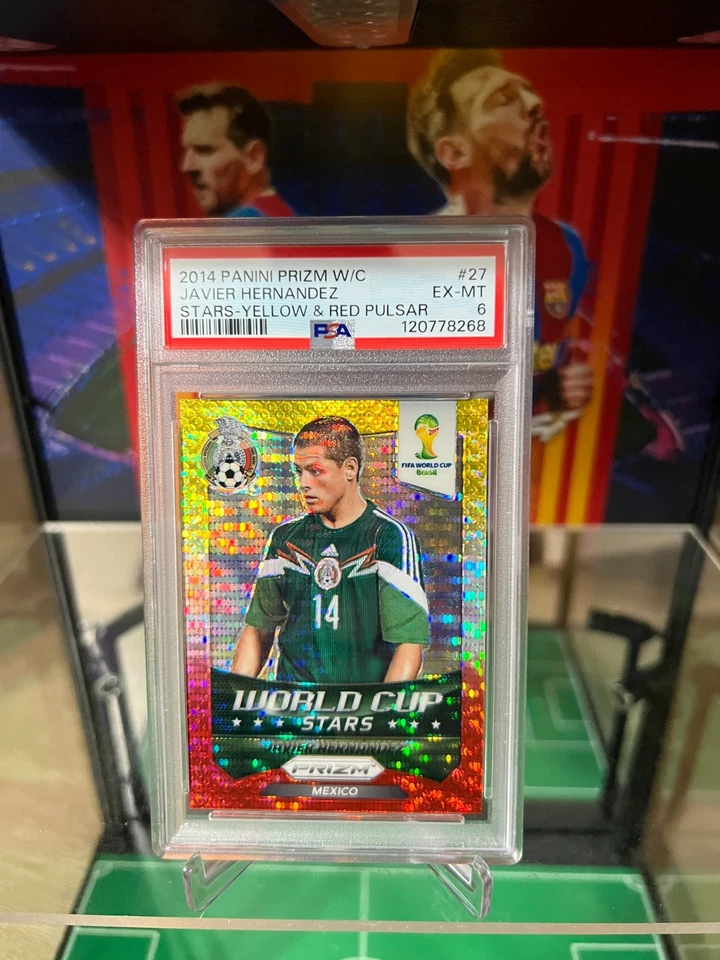 2014 PANINI PRIZM W/C #27
JAVIER HERNANDEZ EX-MT
STARS-YELLOW & RED PULSAR 6
PSA 120778268
FIFA WORLD CUP
Brasil
adidas
14
WORLD CUP
STARS
JAVIER HERNANDEZ
PRIZM
MEXICO